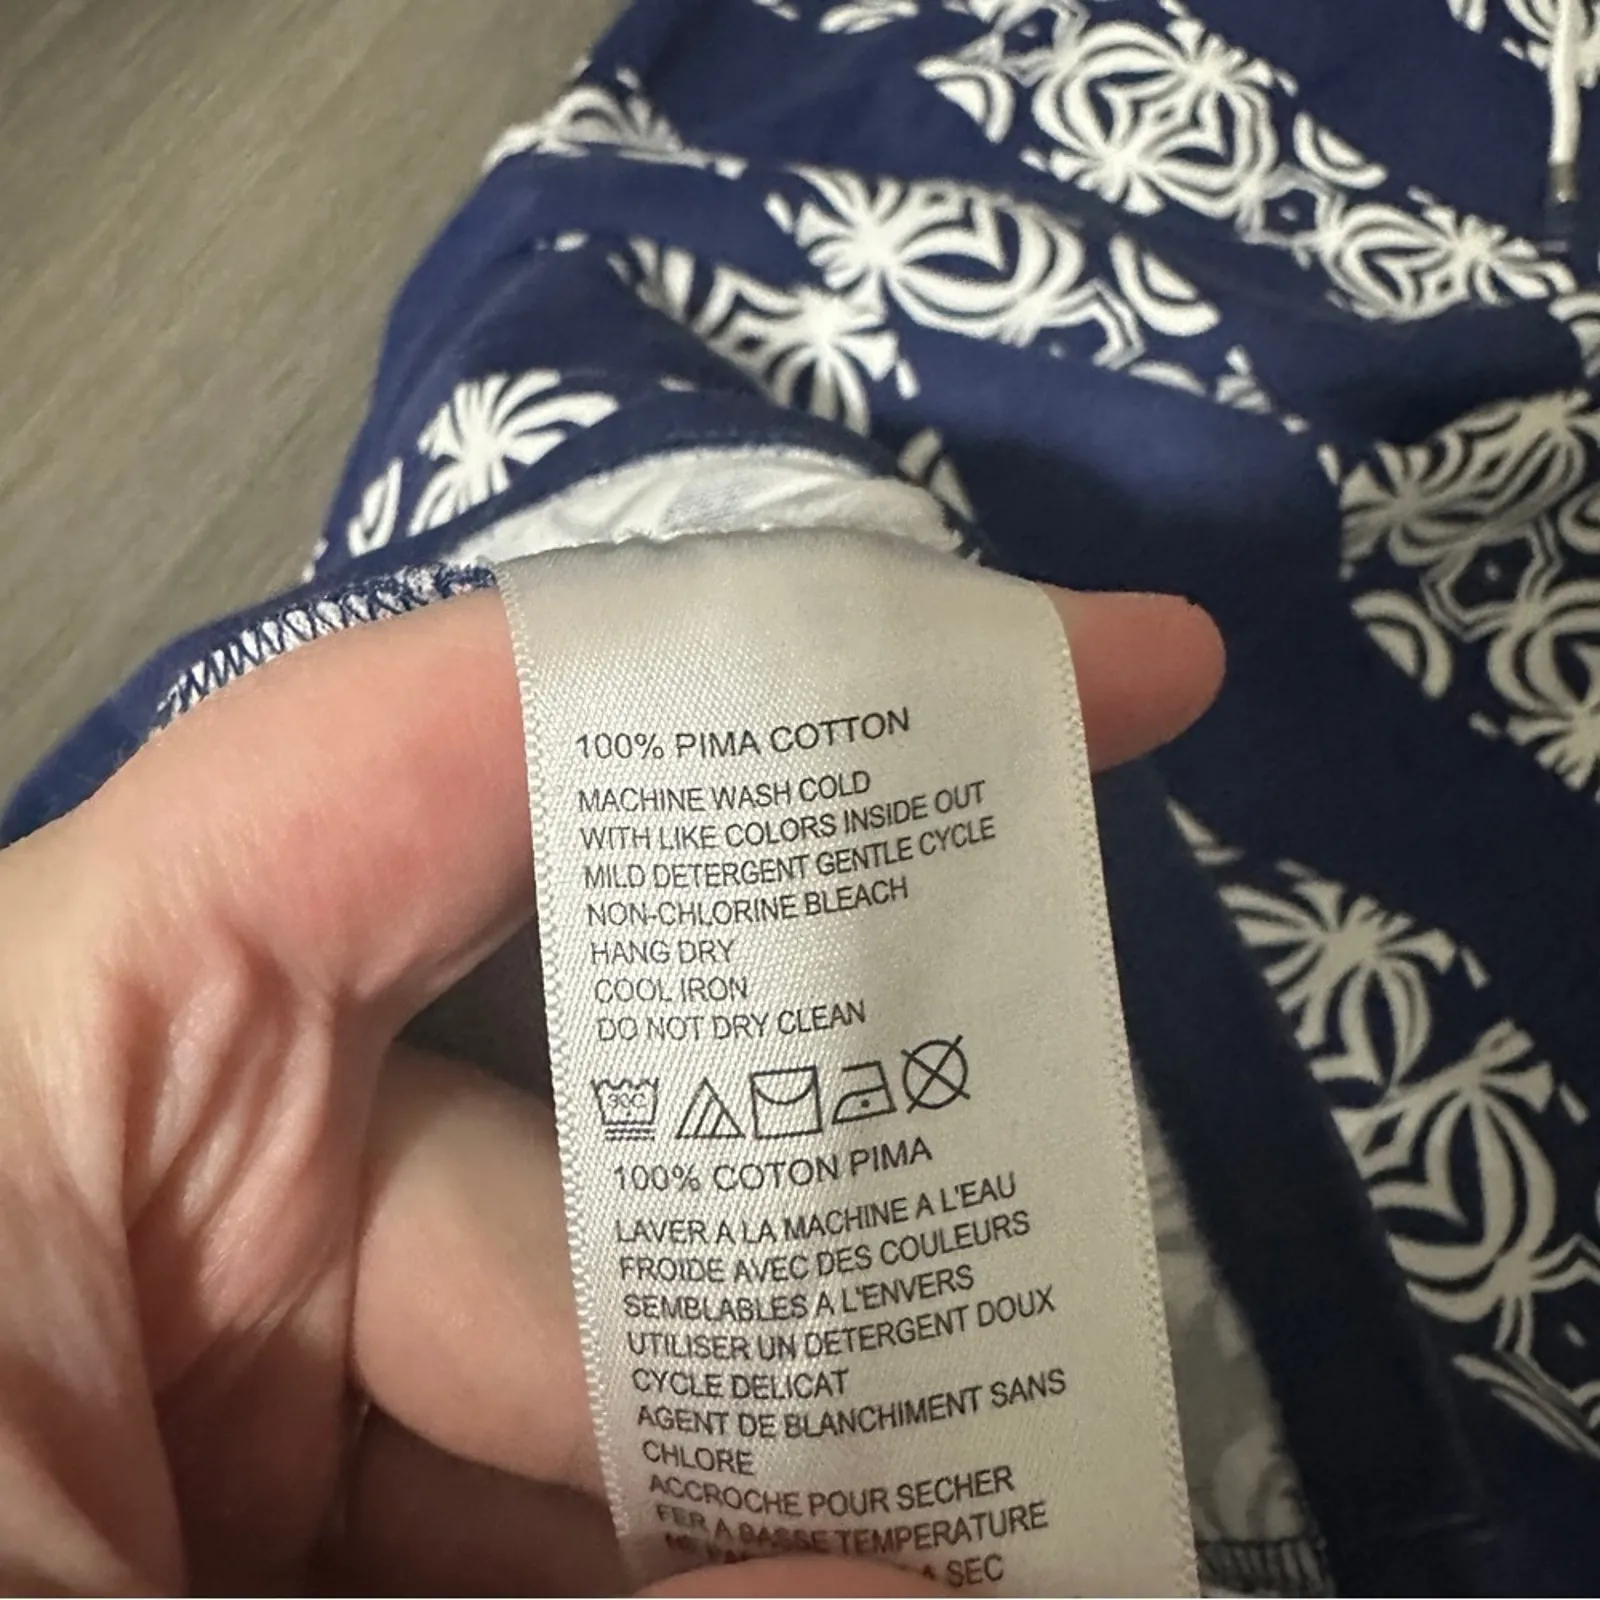 100% PIMA COTTON
MACHINE WASH COLD
WITH LIKE COLORS INSIDE OUT
MILD DETERGENT GENTLE CYCLE
NON-CHLORINE BLEACH
HANG DRY
COOL IRON
DO NOT DRY CLEAN
30C
100% COTON PIMA
LAVER A LA MACHINE A L'EAU
FROIDE AVEC DES COULEURS
SEMBLABLES A L'ENVERS
UTILISER UN DETERGENT DOUX
CYCLE DELICAT
AGENT DE BLANCHIMENT SANS
CHLORE
ACCROCHE POUR SECHER
FER A BASSE TEMPERATURE
A SEC